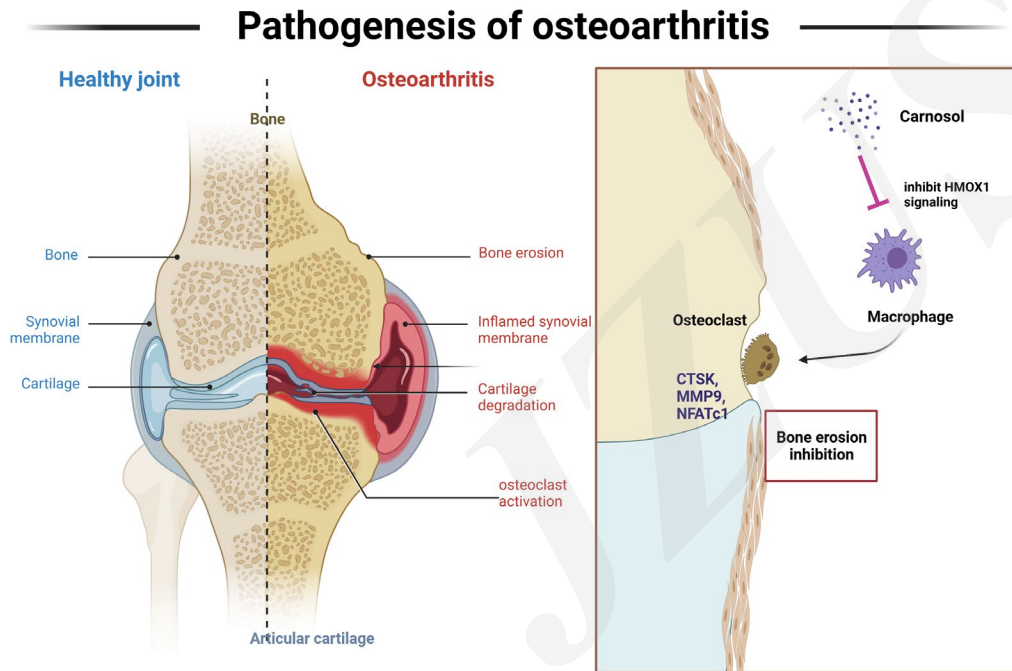 Pathogenesis of osteoarthritis
Healthy joint
Osteoarthritis
Bone
Bone
Synovial
membrane
Cartilage
Bone erosion
Inflamed synovial
membrane
Cartilage
degradation
osteoclast
activation
Articular cartilage
Carnosol
inhibit HMOX1
signaling
Macrophage
Osteoclast
CTSK,
MMP9,
NFATc1
Bone erosion
inhibition
JZUS